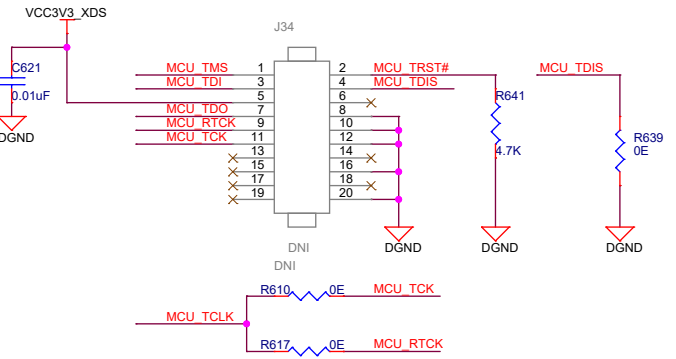 VCC3V3_XDS
J34
C621
0.01uF
DGND
MCU_TMS 1 2 MCU_TRST#
MCU_TDI 3 4 MCU_TDIS
5 6
MCU_TDO 7 8
MCU_RTCK 9 10
MCU_TCK 11 12
13 14
15 16
17 18
19 20
DNI
DNI
DGND
R641
4.7K
DGND
MCU_TDIS
R639
0E
DGND
MCU_TCLK
R610 0E MCU_TCK
R617 0E MCU_RTCK